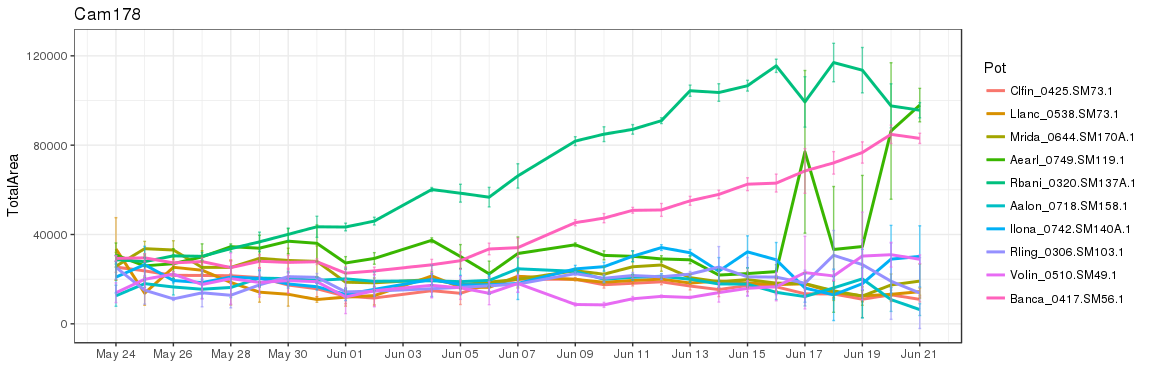 Cam178
TotalArea
120000
80000
40000
0
May 24 May 26 May 28 May 30 Jun 01 Jun 03 Jun 05 Jun 07 Jun 09 Jun 11 Jun 13 Jun 15 Jun 17 Jun 19 Jun 21
Pot
Clfin_0425.SM73.1
Llanc_0538.SM73.1
Mrida_0644.SM170A.1
Aearl_0749.SM119.1
Rbani_0320.SM137A.1
Aalon_0718.SM158.1
Ilona_0742.SM140A.1
Rling_0306.SM103.1
Volin_0510.SM49.1
Banca_0417.SM56.1